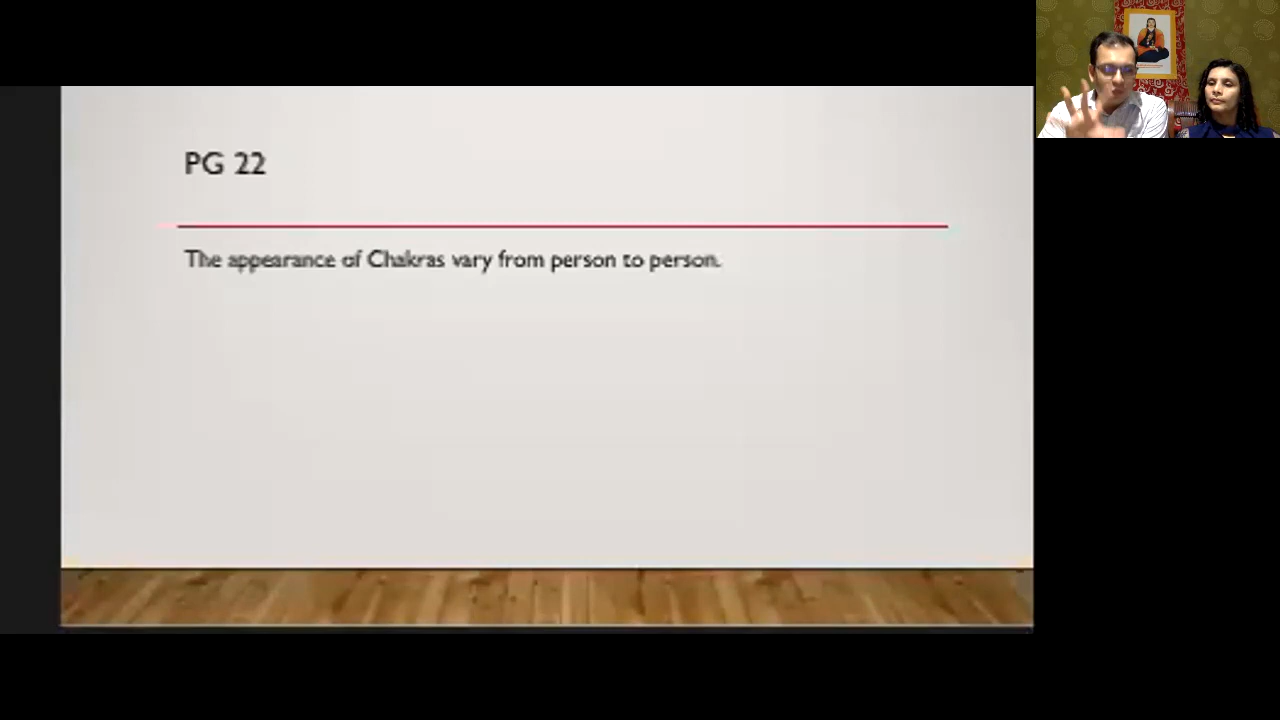 PG 22
The appearance of Chakras vary from person to person.